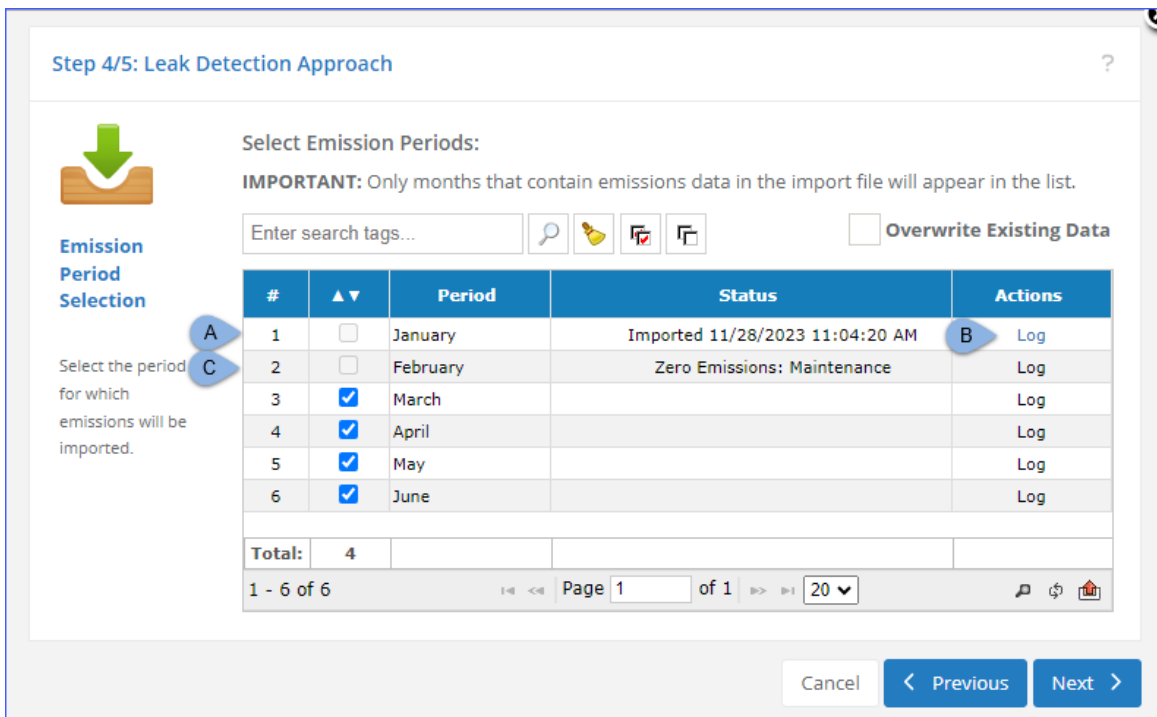 Step 4/5: Leak Detection Approach
?
Select Emission Periods:
IMPORTANT: Only months that contain emissions data in the import file will appear in the list.
Enter search tags...
Overwrite Existing Data
Emission
Period
Selection
Select the period
for which
emissions will be
imported.
# ▲▼ Period Status Actions
A 1 January Imported 11/28/2023 11:04:20 AM B Log
C 2 February Zero Emissions: Maintenance Log
3 March Log
4 April Log
5 May Log
6 June Log
Total: 4
1 - 6 of 6 Page 1 of 1 20
Cancel Previous Next